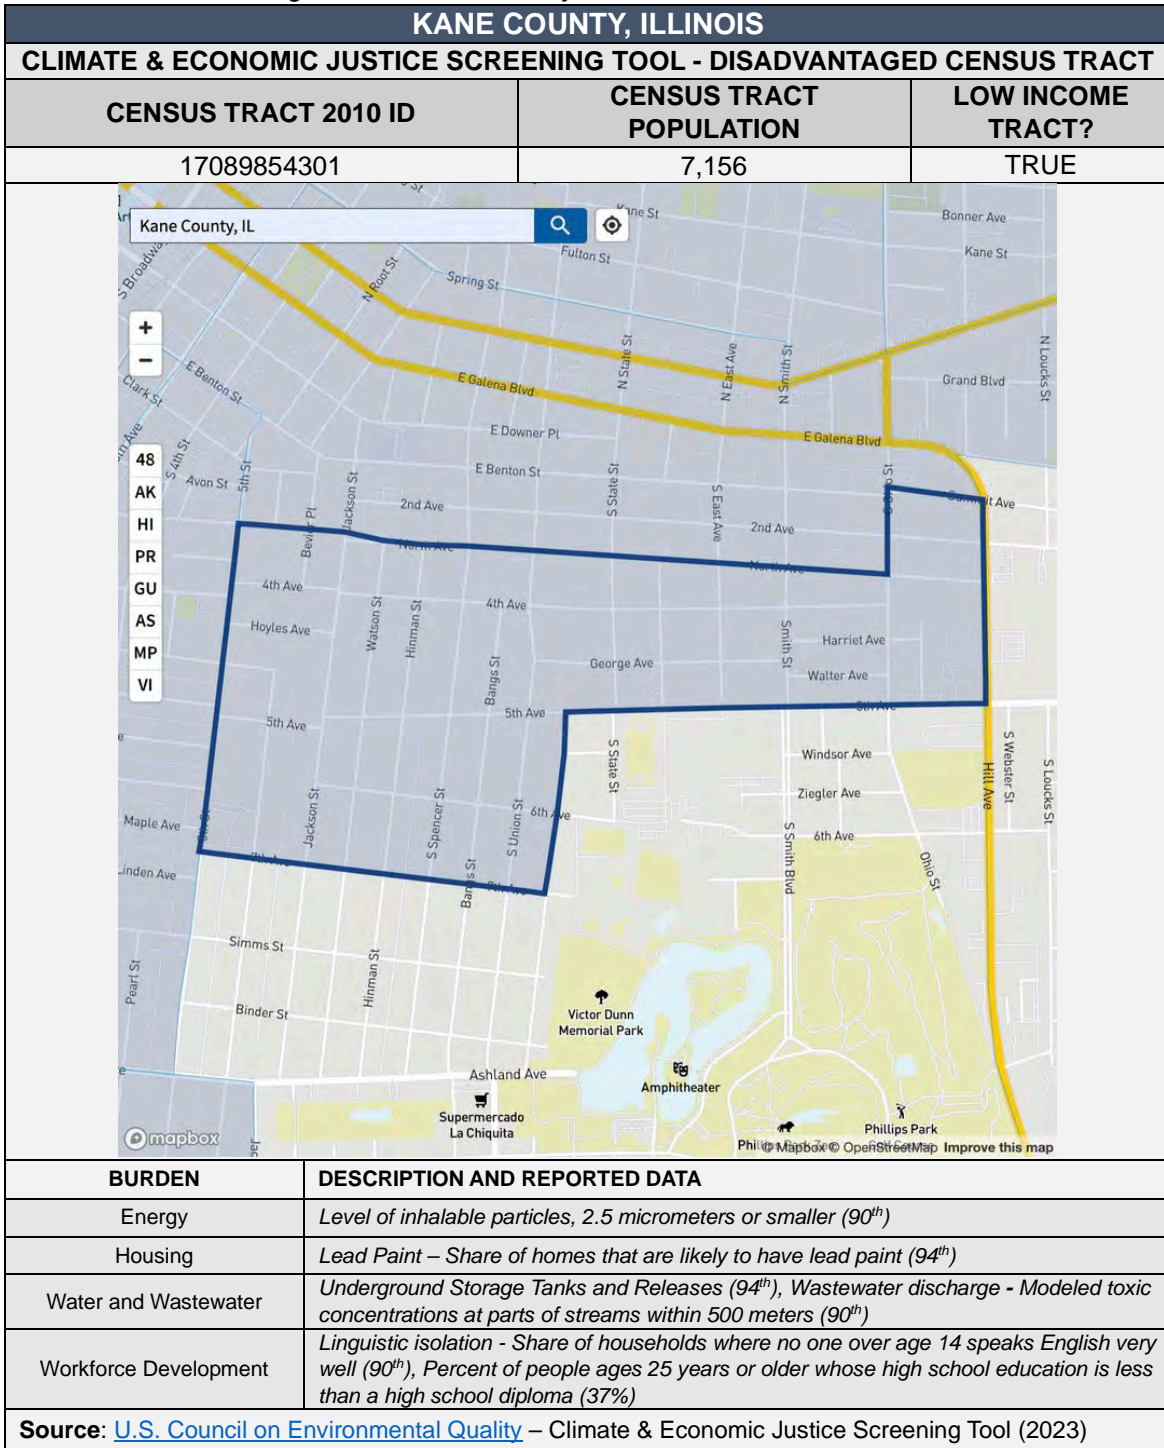 KANE COUNTY, ILLINOIS
CLIMATE & ECONOMIC JUSTICE SCREENING TOOL - DISADVANTAGED CENSUS TRACT
CENSUS TRACT 2010 ID
CENSUS TRACT
POPULATION
LOW INCOME
TRACT?
17089854301
7,156
TRUE
Kane County, IL
Kane St
Bonner Ave
Kane St
Fulton St
S Broadway
N Root St
Spring St
+
−
N State St
N East Ave
N Smith St
N Loucks St
Grand Blvd
E Galena Blvd
E Benton St
Clark St
E Downer Pl
E Galena Blvd
48
AK
HI
PR
GU
AS
MP
VI
S 4th St
Avon St
5th St
E Benton St
Jackson St
2nd Ave
S State St
S East Ave
2nd Ave
S Ohio St
Summit Ave
Bevier Pl
North Ave
North Ave
4th Ave
Hoyles Ave
Watson St
Hinman St
4th Ave
Bangs St
George Ave
Smith St
Harriet Ave
Walter Ave
5th Ave
5th Ave
5th Ave
S State St
Windsor Ave
Ziegler Ave
6th Ave
Hill Ave
S Webster St
S Loucks St
Maple Ave
Linden Ave
Jackson St
S Spencer St
S Union St
6th Ave
S Smith Blvd
Ohio St
Bangs St
Simms St
Hinman St
Pearl St
Binder St
Victor Dunn
Memorial Park
Ashland Ave
Amphitheater
Supermercado
La Chiquita
Phillips Park
mapbox
© Mapbox © OpenStreetMap Improve this map
BURDEN
DESCRIPTION AND REPORTED DATA
Energy
Level of inhalable particles, 2.5 micrometers or smaller (90th)
Housing
Lead Paint – Share of homes that are likely to have lead paint (94th)
Water and Wastewater
Underground Storage Tanks and Releases (94th), Wastewater discharge - Modeled toxic
concentrations at parts of streams within 500 meters (90th)
Workforce Development
Linguistic isolation - Share of households where no one over age 14 speaks English very
well (90th), Percent of people ages 25 years or older whose high school education is less
than a high school diploma (37%)
Source: U.S. Council on Environmental Quality – Climate & Economic Justice Screening Tool (2023)